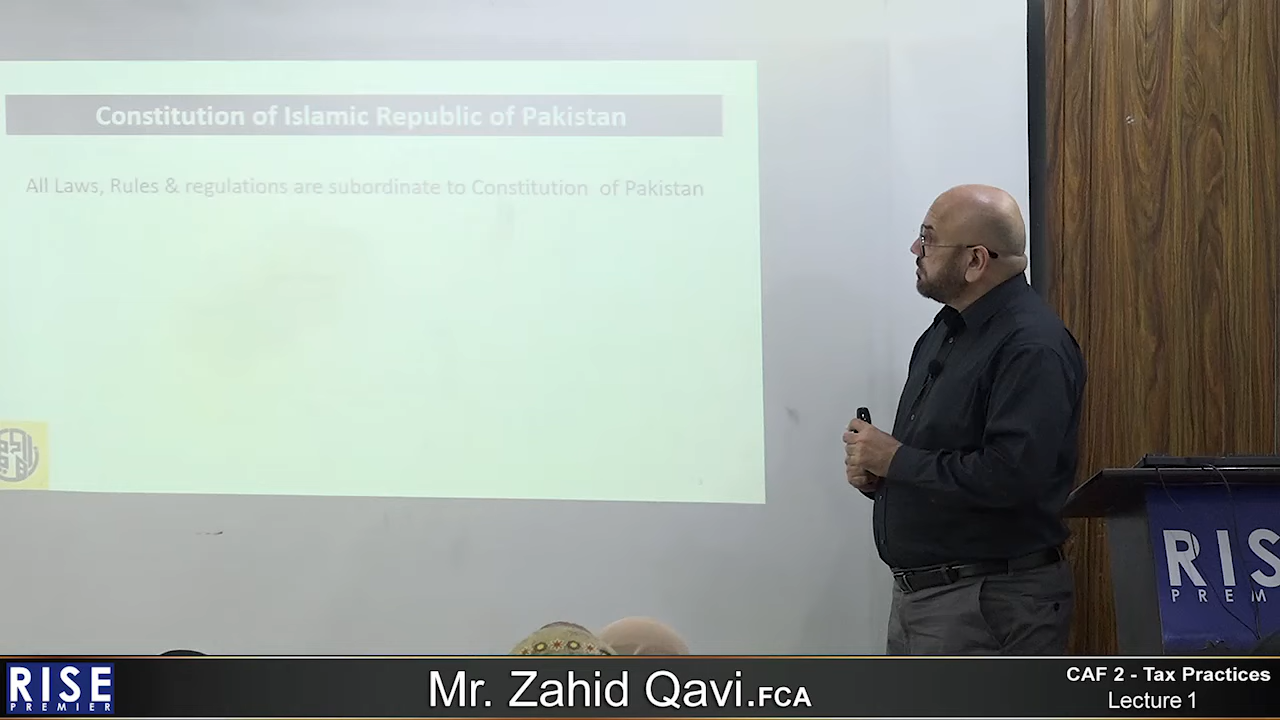 Constitution of Islamic Republic of Pakistan
All Laws, Rules & regulations are subordinate to Constitution of Pakistan
RIS
PREM
RISE
PREMIER
Mr. Zahid Qavi.FCA
CAF 2 - Tax Practices
Lecture 1